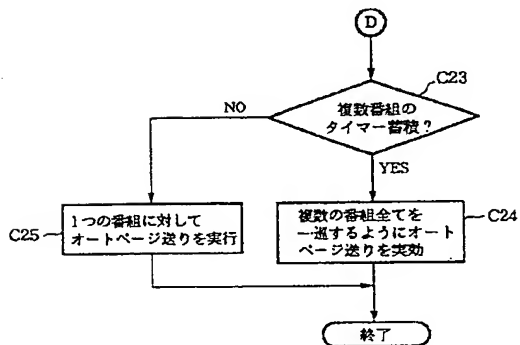 D
C23
複数番組の
タイマー蓄積?
NO
YES
1つの番組に対して
オートページ送りを実行
C25
複数の番組全てを
一巡するようにオート
ページ送りを実効
C24
終了